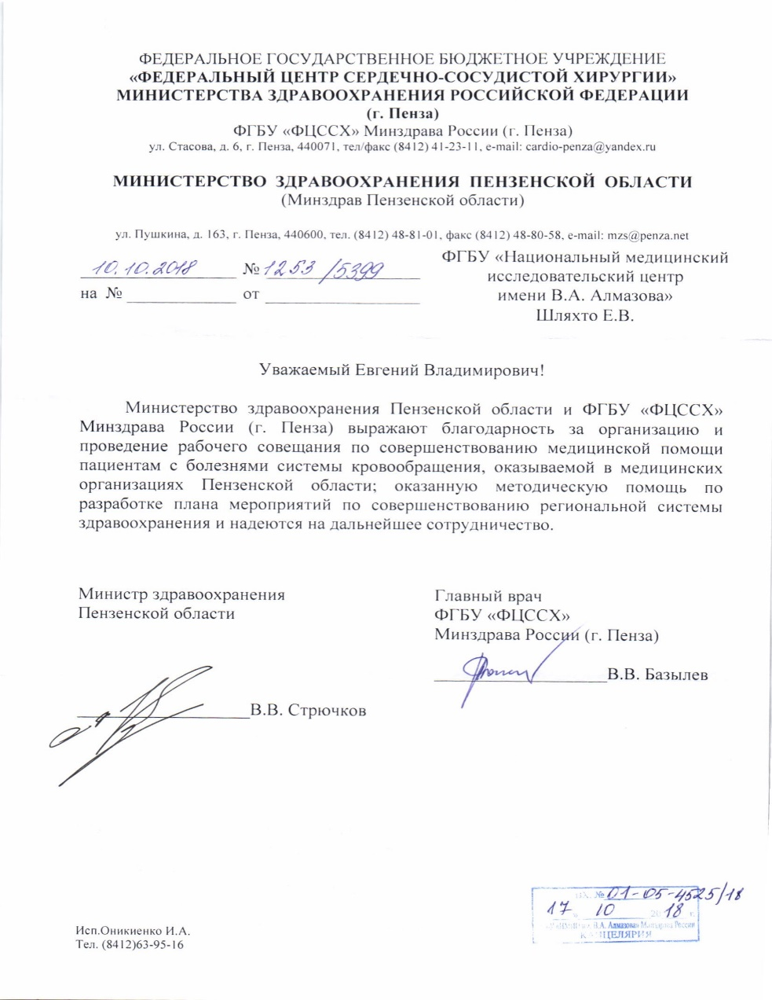 ФЕДЕРАЛЬНОЕ ГОСУДАРСТВЕННОЕ БЮДЖЕТНОЕ УЧРЕЖДЕНИЕ
«ФЕДЕРАЛЬНЫЙ ЦЕНТР СЕРДЕЧНО-СОСУДИСТОЙ ХИРУРГИИ»
МИНИСТЕРСТВА ЗДРАВООХРАНЕНИЯ РОССИЙСКОЙ ФЕДЕРАЦИИ
(г. Пенза)
ФГБУ «ФЦССХ» Минздрава России (г. Пенза)
ул. Стасова, д. 6, г. Пенза, 440071, тел/факс (8412) 41-23-11, e-mail: cardio-penza@yandex.ru
МИНИСТЕРСТВО ЗДРАВООХРАНЕНИЯ ПЕНЗЕНСКОЙ ОБЛАСТИ
(Минздрав Пензенской области)
ул. Пушкина, д. 163, г. Пенза, 440600, тел. (8412) 48-81-01, факс (8412) 48-80-58, e-mail: mzs@penza.net
10.10.2018 № 1253 /5399
на № от
ФГБУ «Национальный медицинский
исследовательский центр
имени В.А. Алмазова»
Шляхто Е.В.
Уважаемый Евгений Владимирович!
Министерство здравоохранения Пензенской области и ФГБУ «ФЦССХ»
Минздрава России (г. Пенза) выражают благодарность за организацию и
проведение рабочего совещания по совершенствованию медицинской помощи
пациентам с болезнями системы кровообращения, оказываемой в медицинских
организациях Пензенской области; оказанную методическую помощь по
разработке плана мероприятий по совершенствованию региональной системы
здравоохранения и надеются на дальнейшее сотрудничество.
Министр здравоохранения
Пензенской области
В.В. Стрючков
Главный врач
ФГБУ «ФЦССХ»
Минздрава России (г. Пенза)
В.В. Базылев
№ 01-05-4525/18
17 10 2018 г.
В.А. Алмазова» Минздрава России
КАНЦЕЛЯРИЯ
Исп.Оникиенко И.А.
Тел. (8412)63-95-16